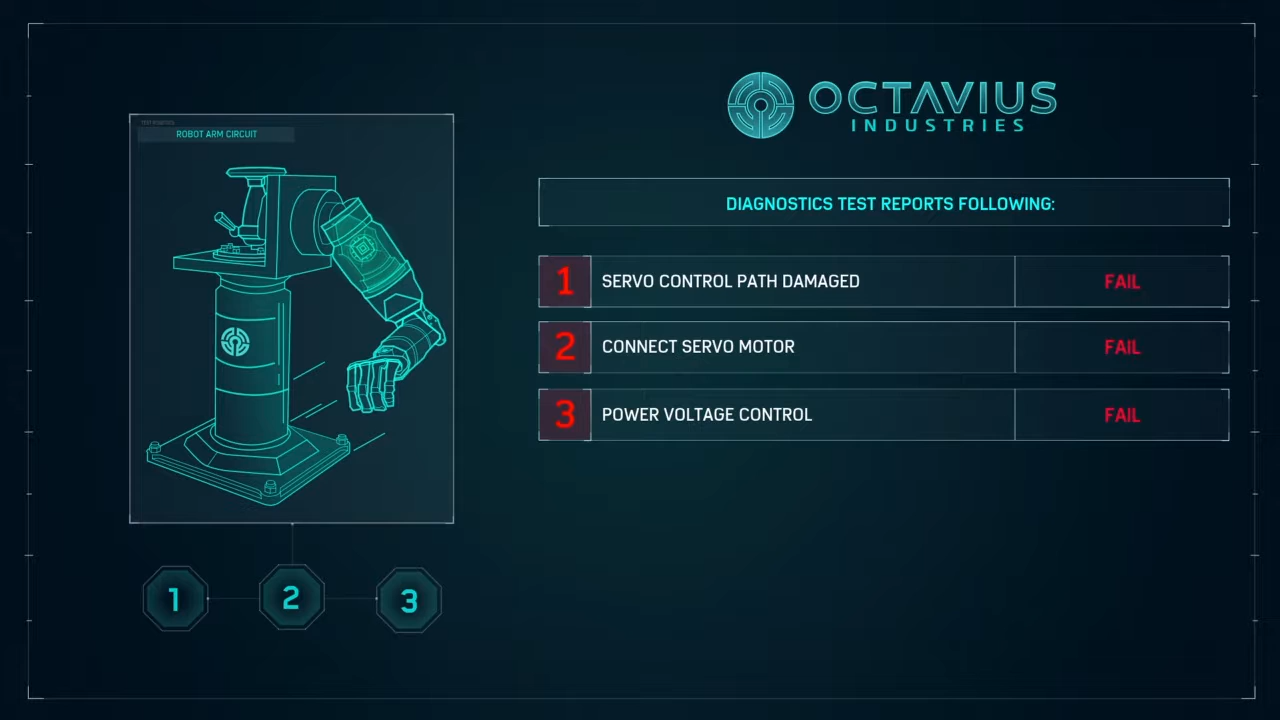 ROBOT ARM CIRCUIT
OCTAVIUS
INDUSTRIES
DIAGNOSTICS TEST REPORTS FOLLOWING:
1 SERVO CONTROL PATH DAMAGED FAIL
2 CONNECT SERVO MOTOR FAIL
3 POWER VOLTAGE CONTROL FAIL
1 2 3